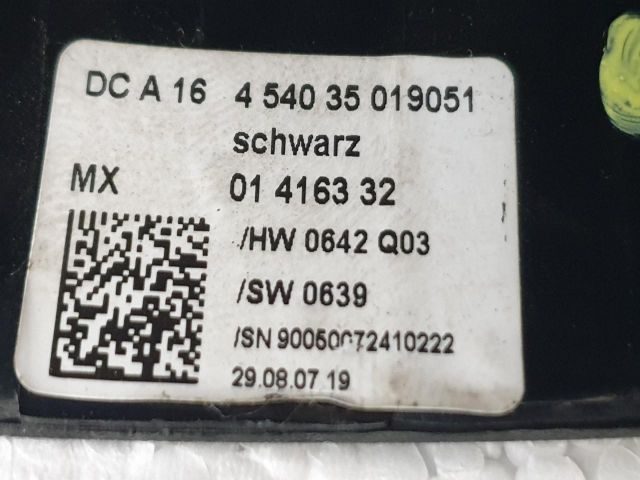 DC A 16 4 540 35 019051
schwarz
MX 01 4163 32
/HW 0642 Q03
/SW 0639
/SN
29.08.07 19